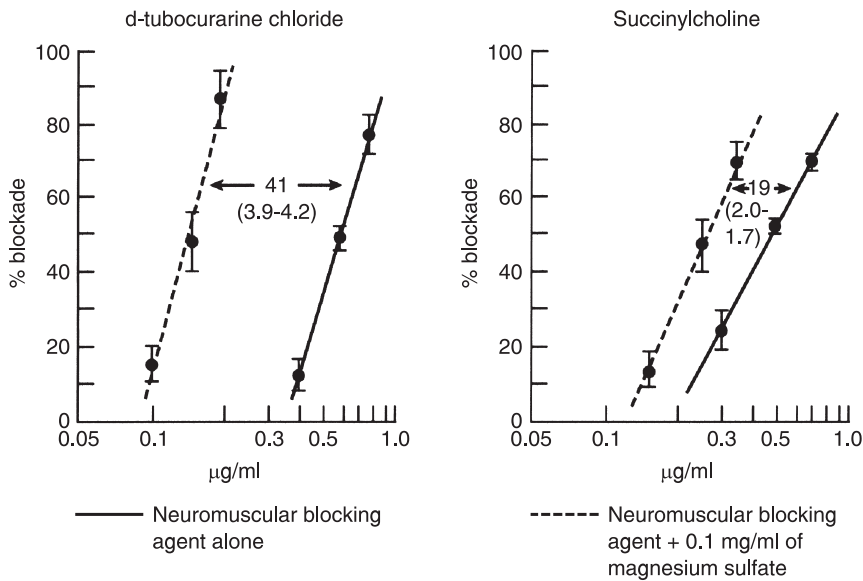 d-tubocurarine chloride
% blockade
100
80
60
40
20
0
41
(3.9-4.2)
0.05
0.1
0.3
0.5
1.0
μg/ml
Succinylcholine
% blockade
100
80
60
40
20
0
19
(2.0-
1.7)
0.05
0.1
0.3
0.5
1.0
μg/ml
Neuromuscular blocking
agent alone
Neuromuscular blocking
agent + 0.1 mg/ml of
magnesium sulfate